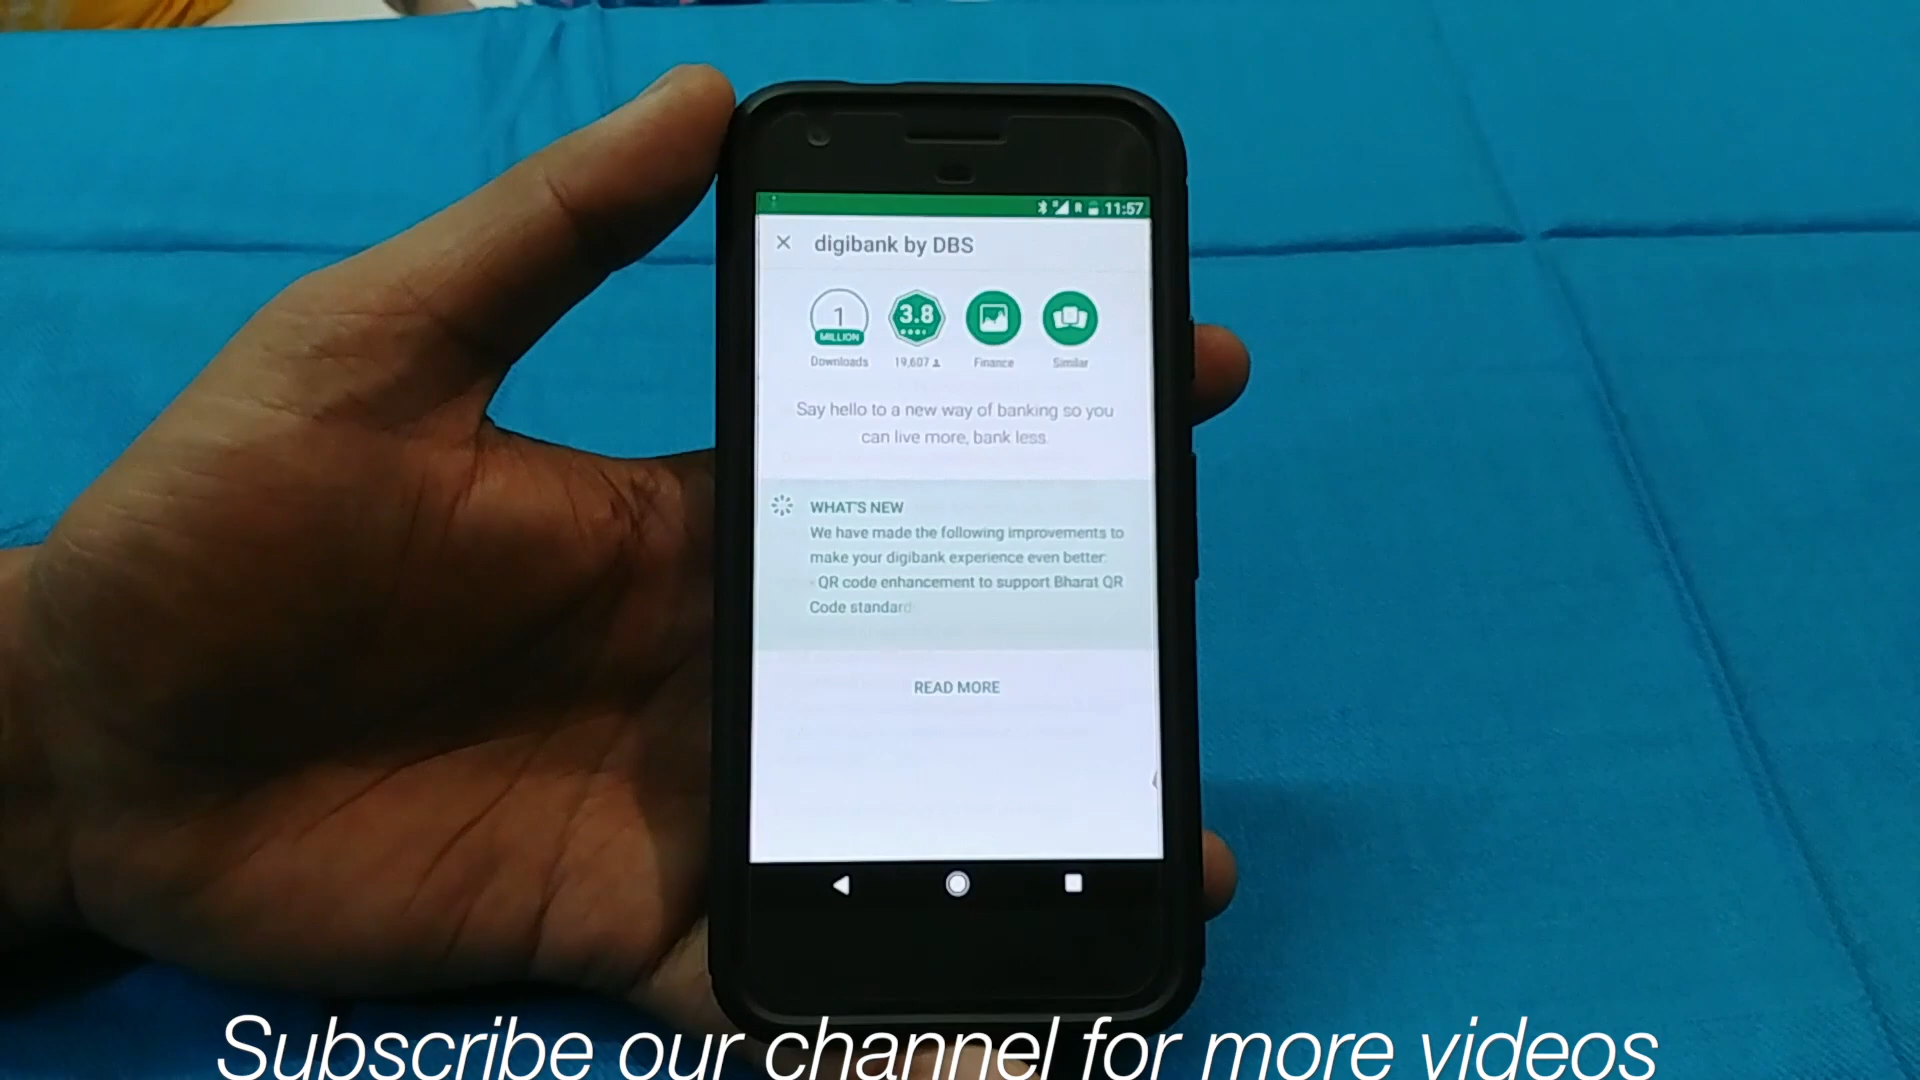 R 11:57
digibank by DBS
1
MILLION
3.8
Downloads
19,607
Finance
Similar
Say hello to a new way of banking so you
can live more, bank less.
WHAT'S NEW
We have made the following improvements to
make your digibank experience even better:
- QR code enhancement to support Bharat QR
Code standard
READ MORE
Subscribe our channel for more videos